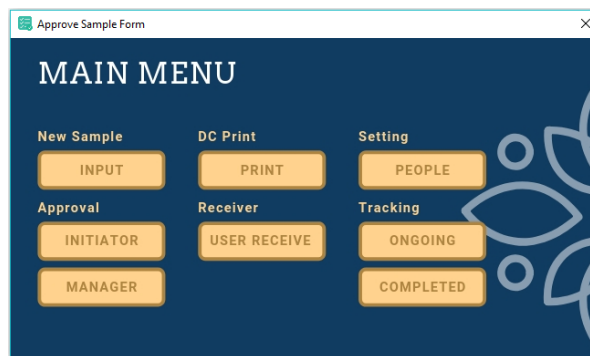 Approve Sample Form
MAIN MENU
New Sample DC Print Setting
INPUT PRINT PEOPLE
Approval Receiver Tracking
INITIATOR USER RECEIVE ONGOING
MANAGER COMPLETED